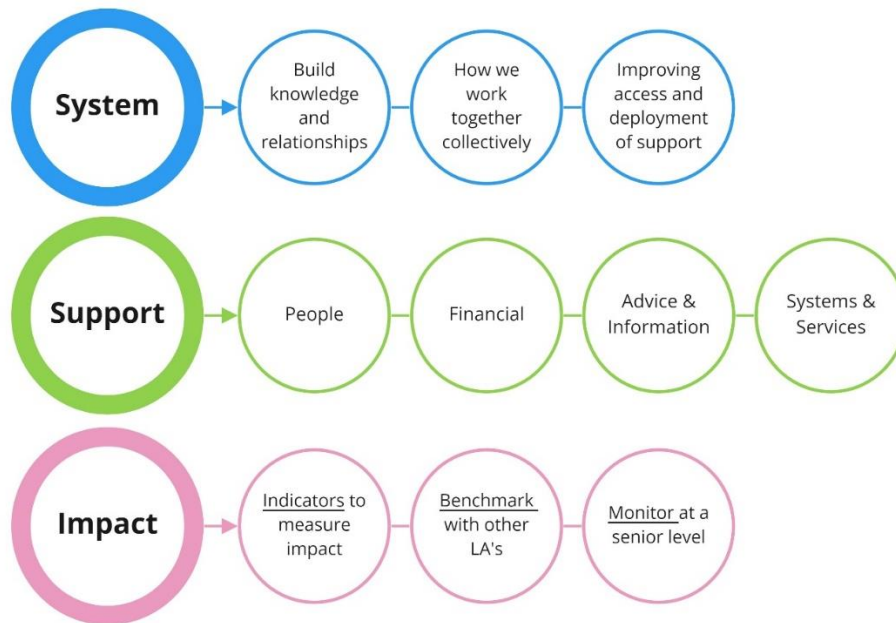 System
Build
knowledge
and
relationships
How we
work
together
collectively
Improving
access and
deployment
of support
Support
People
Financial
Advice &
Information
Systems &
Services
Impact
Indicators to
measure
impact
Benchmark
with other
LA's
Monitor at a
senior level